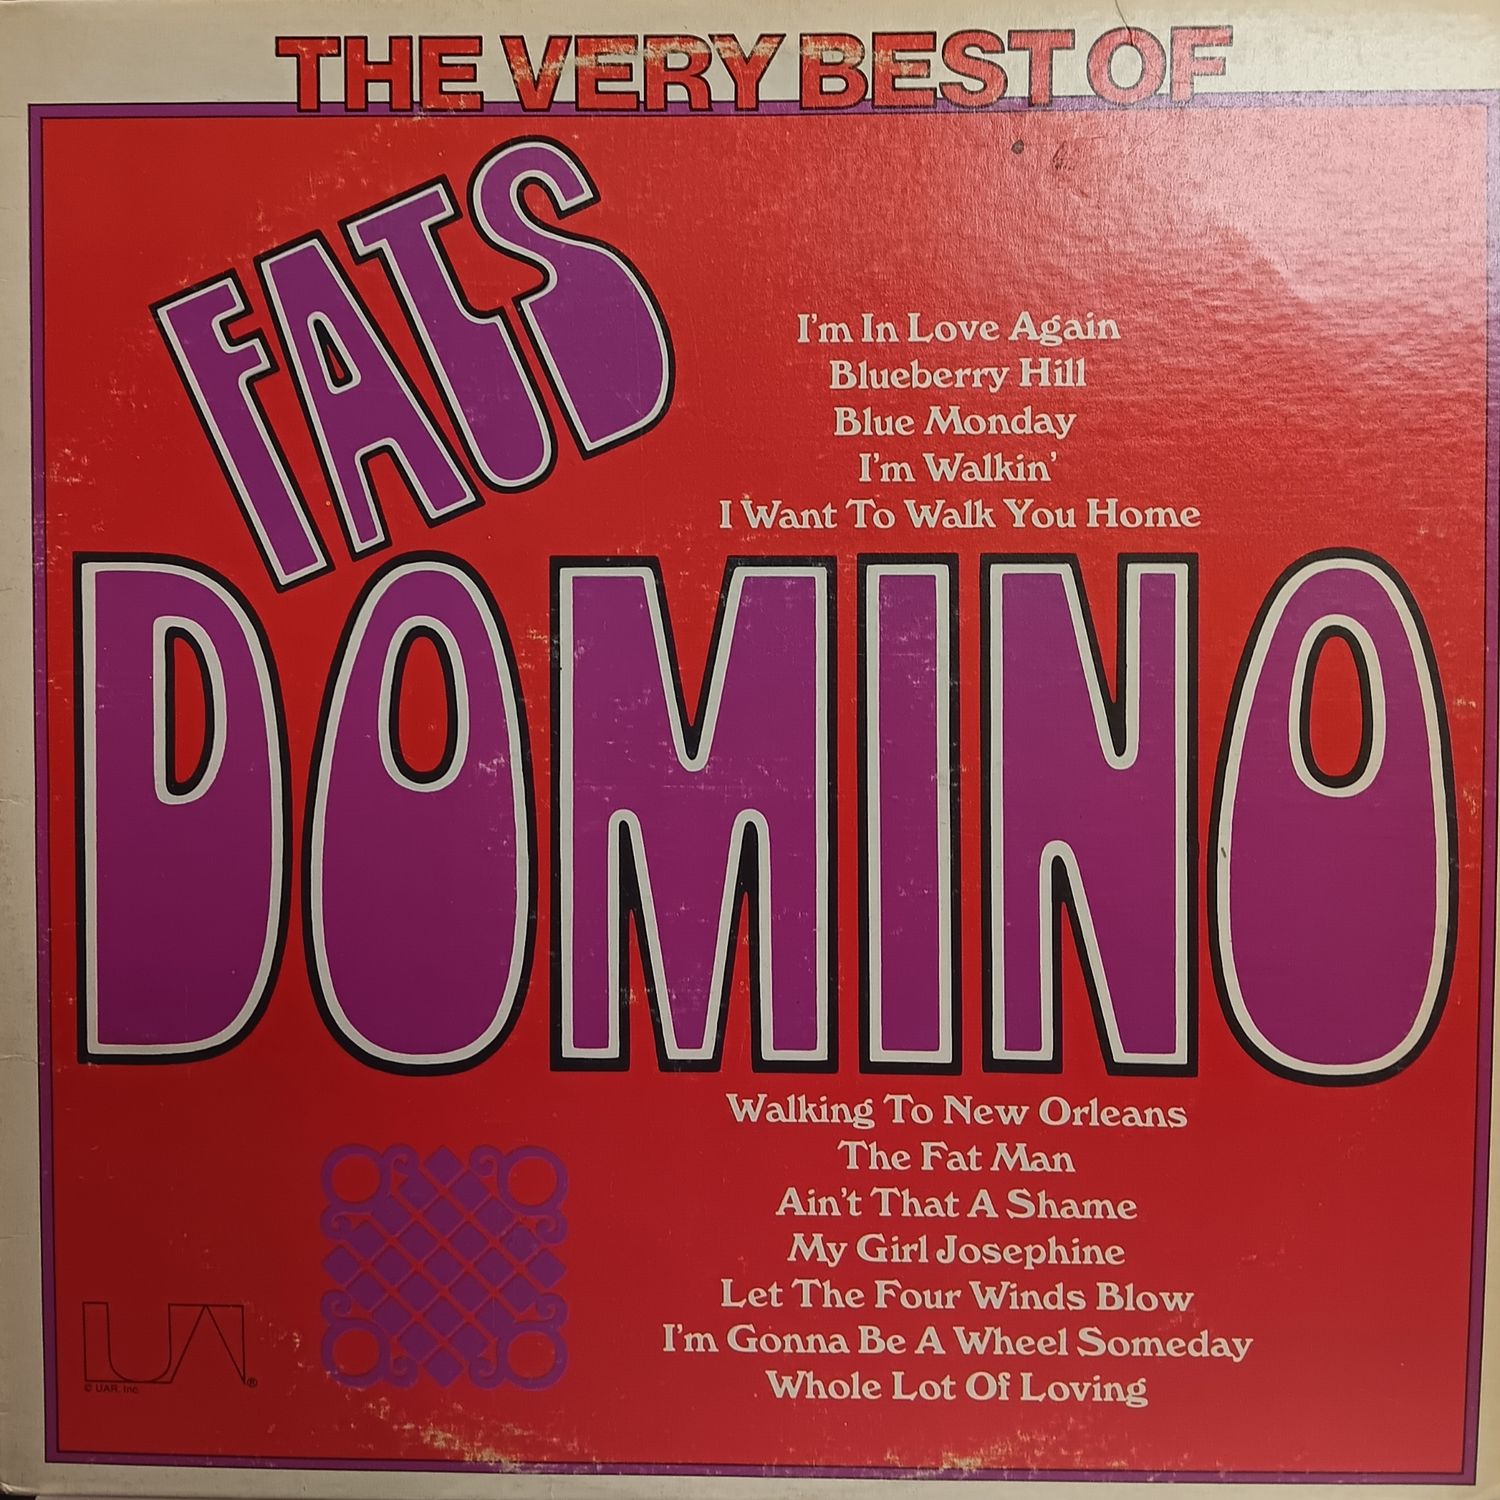 THE VERY BEST OF
FATS
I'm In Love Again
Blueberry Hill
Blue Monday
I'm Walkin'
I Want To Walk You Home
DOMINO
Walking To New Orleans
The Fat Man
Ain't That A Shame
My Girl Josephine
Let The Four Winds Blow
I'm Gonna Be A Wheel Someday
Whole Lot Of Loving
UA®
© UAR, Inc.